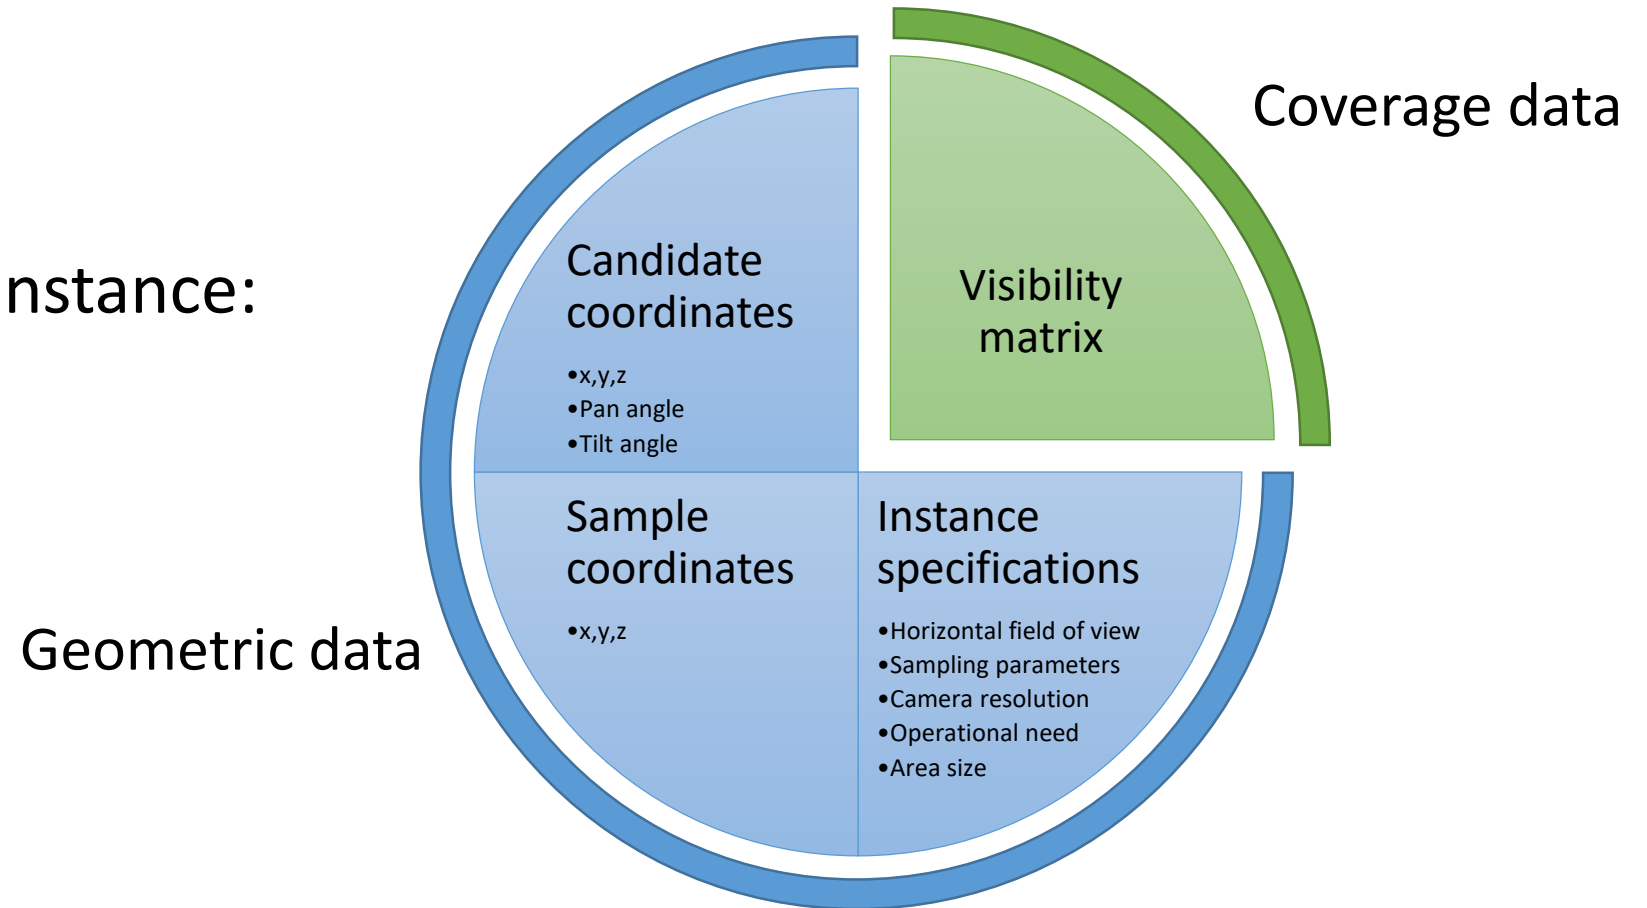 Coverage data
nstance:
Candidate
coordinates
•x,y,z
•Pan angle
•Tilt angle
Visibility
matrix
Geometric data
Sample
coordinates
•x,y,z
Instance
specifications
•Horizontal field of view
•Sampling parameters
•Camera resolution
•Operational need
•Area size